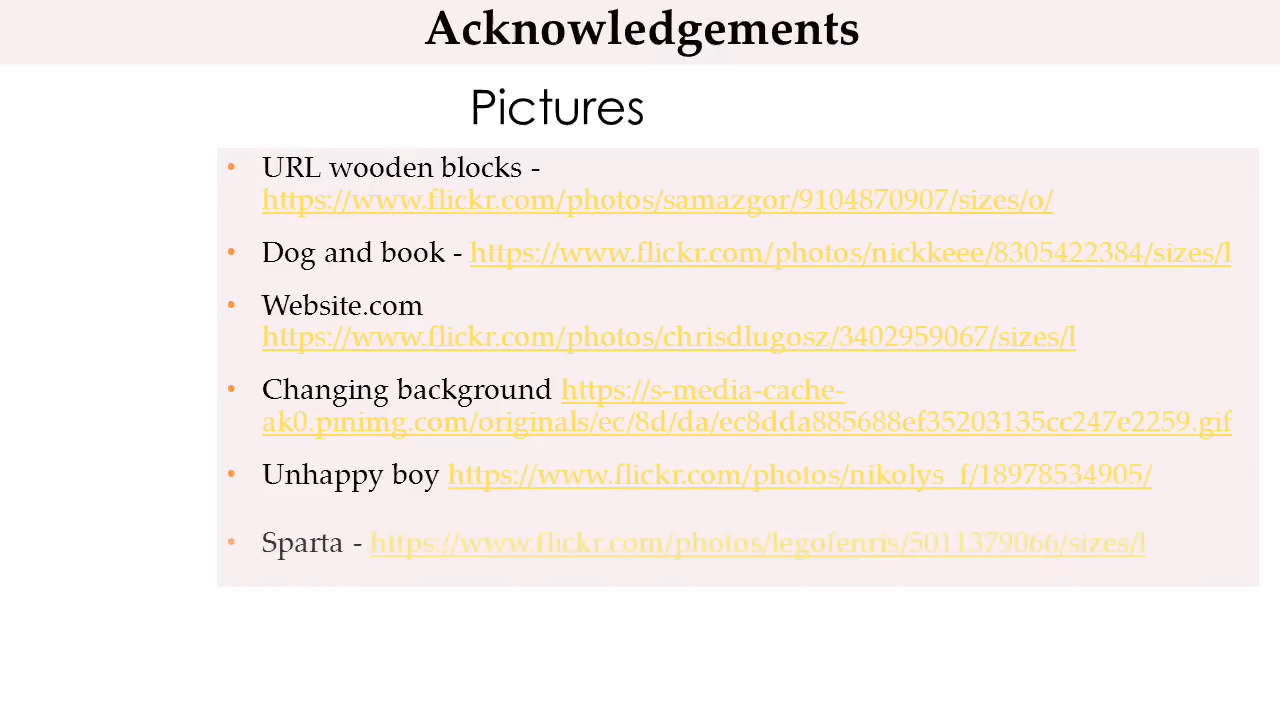 Acknowledgements
Pictures
• URL wooden blocks -
https://www.flickr.com/photos/samazgor/9104870907/sizes/o/
• Dog and book - https://www.flickr.com/photos/nickkeee/8305422384/sizes/l
• Website.com
https://www.flickr.com/photos/chrisdlugosz/3402959067/sizes/l
• Changing background https://s-media-cache-
ak0.pinimg.com/originals/ec/8d/da/ec8dda885688ef35203135cc247e2259.gif
• Unhappy boy https://www.flickr.com/photos/nikolys_f/18978534905/
• Sparta - https://www.flickr.com/photos/legofenris/5011379066/sizes/l